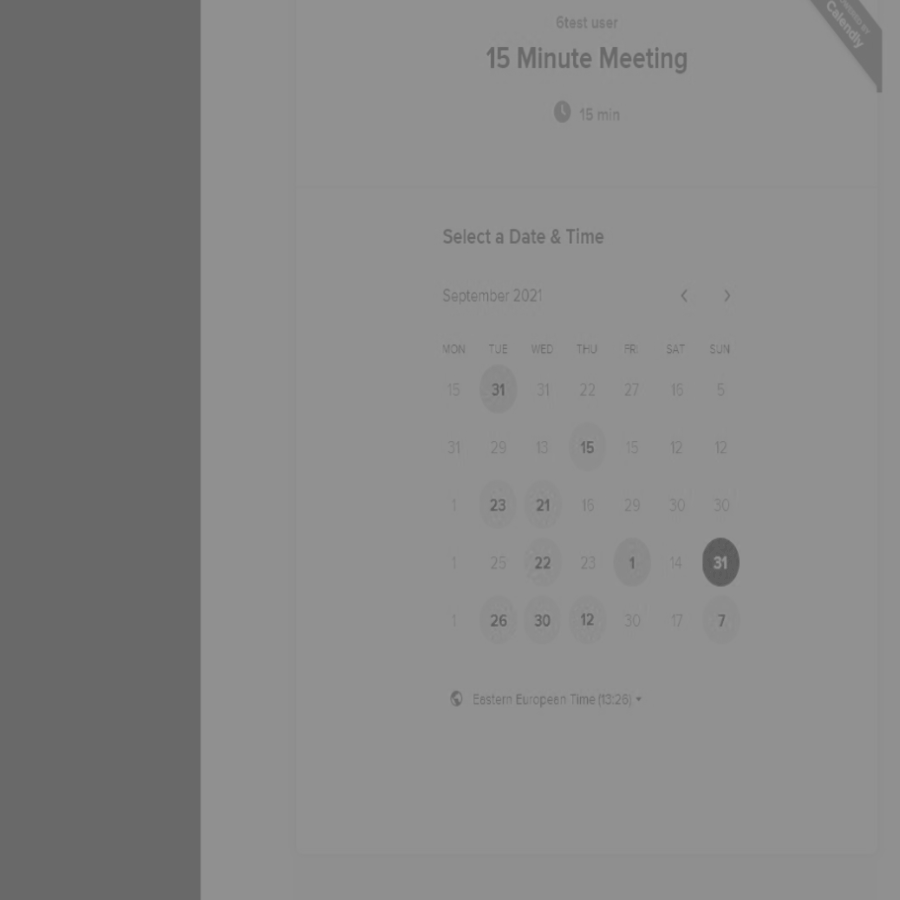 6test user
15 Minute Meeting
15 min
POWERED BY
Calendly
Select a Date & Time
September 2021
MON TUE WED THU FRI SAT SUN
15 31 31 22 27 16 5
31 29 13 15 15 12 12
1 23 21 16 29 30 30
1 25 22 23 1 14 31
1 26 30 12 30 17 7
Eastern European Time (13:26)